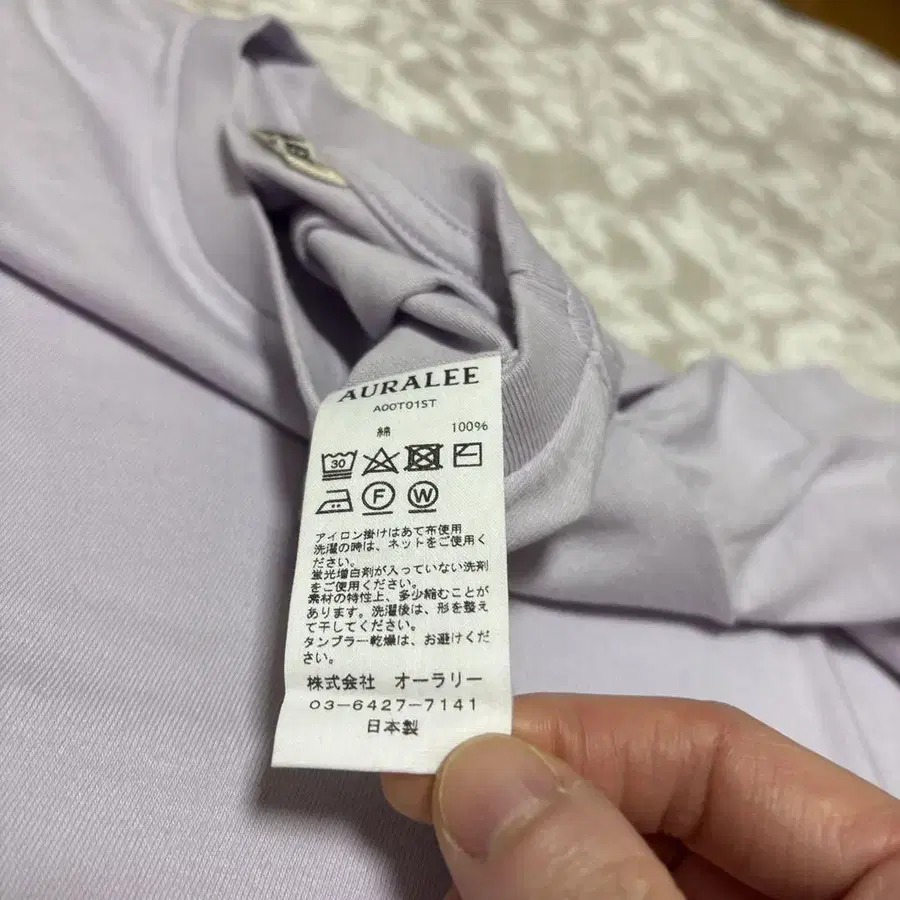 AURALEE
A00T01ST
綿 100%
30
F W
アイロン掛けはあて布使用
洗濯の時は、ネットをご使用く
ださい。
蛍光増白剤が入っていない洗剤
をご使用ください。
素材の特性上、多少縮むことが
あります。洗濯後は、形を整え
て干してください。
タンブラー乾燥は、お避けくだ
さい。
株式会社 オーラリー
03-6427-7141
日本製